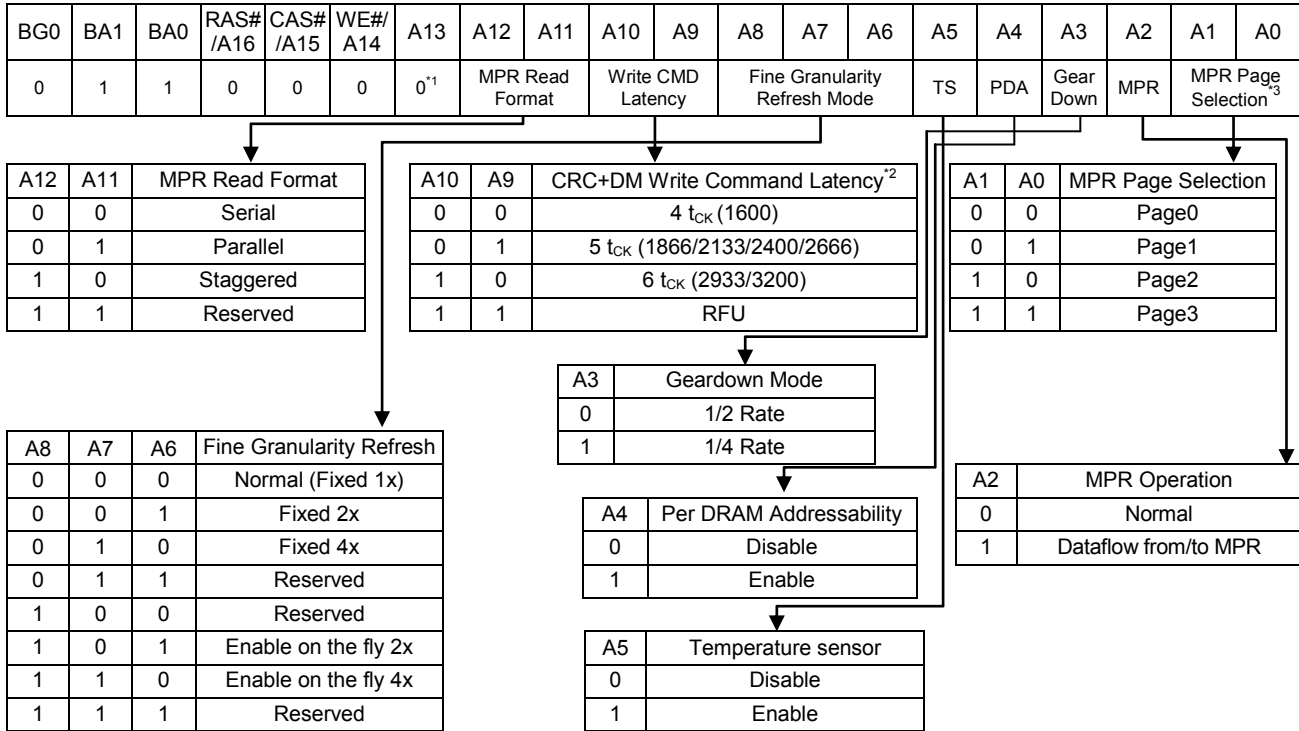 BG0 BA1 BA0 RAS# /A16 CAS# /A15 WE#/ A14 A13 A12 A11 A10 A9 A8 A7 A6 A5 A4 A3 A2 A1 A0
0 1 1 0 0 0 0*1 MPR Read Format Write CMD Latency Fine Granularity Refresh Mode TS PDA Gear Down MPR MPR Page Selection*3
A12 A11 MPR Read Format
0 0 Serial
0 1 Parallel
1 0 Staggered
1 1 Reserved
A10 A9 CRC+DM Write Command Latency*2
0 0 4 tCK (1600)
0 1 5 tCK (1866/2133/2400/2666)
1 0 6 tCK (2933/3200)
1 1 RFU
A1 A0 MPR Page Selection
0 0 Page0
0 1 Page1
1 0 Page2
1 1 Page3
A3 Geardown Mode
0 1/2 Rate
1 1/4 Rate
A8 A7 A6 Fine Granularity Refresh
0 0 0 Normal (Fixed 1x)
0 0 1 Fixed 2x
0 1 0 Fixed 4x
0 1 1 Reserved
1 0 0 Reserved
1 0 1 Enable on the fly 2x
1 1 0 Enable on the fly 4x
1 1 1 Reserved
A4 Per DRAM Addressability
0 Disable
1 Enable
A2 MPR Operation
0 Normal
1 Dataflow from/to MPR
A5 Temperature sensor
0 Disable
1 Enable